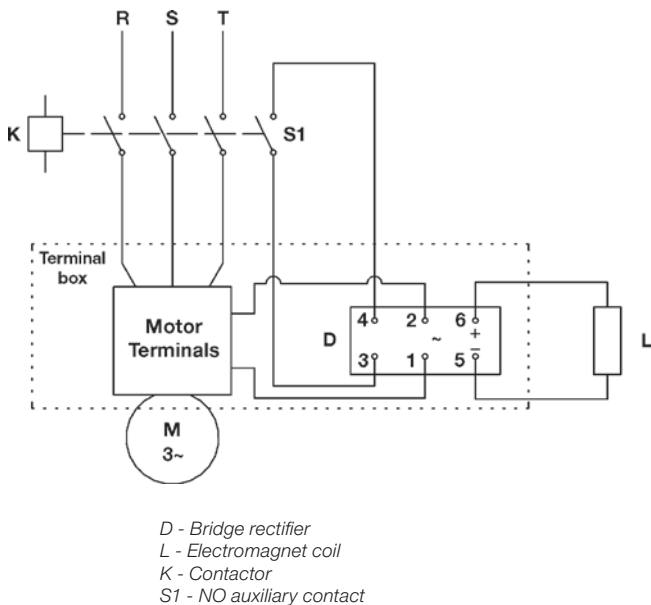 R S T
K
S1
Terminal
box
Motor
Terminals
D
4 2 6
~ +
3 1 5
–
L
M
3~
D - Bridge rectifier
L - Electromagnet coil
K - Contactor
S1 - NO auxiliary contact